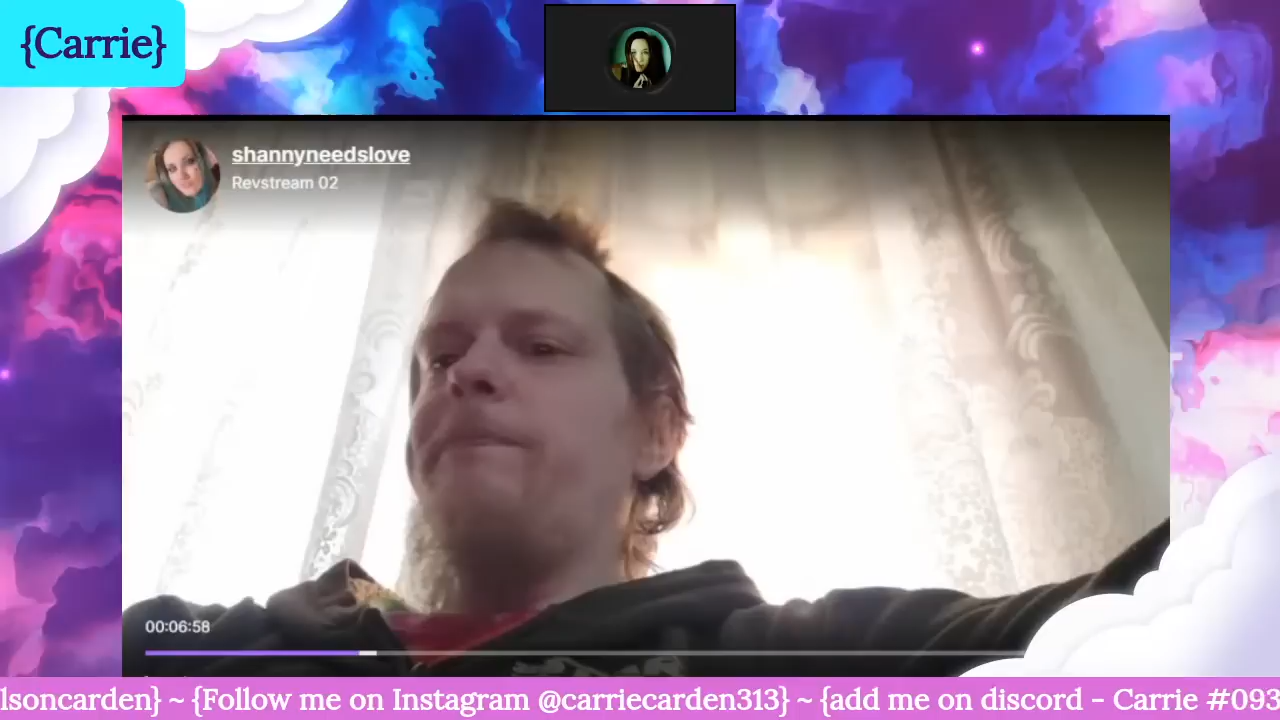 {Carrie}
shannyneedslove
Revstream 02
00:06:58
lsoncarden} ~ {Follow me on Instagram @carriecarden313} ~ {add me on discord - Carrie #093